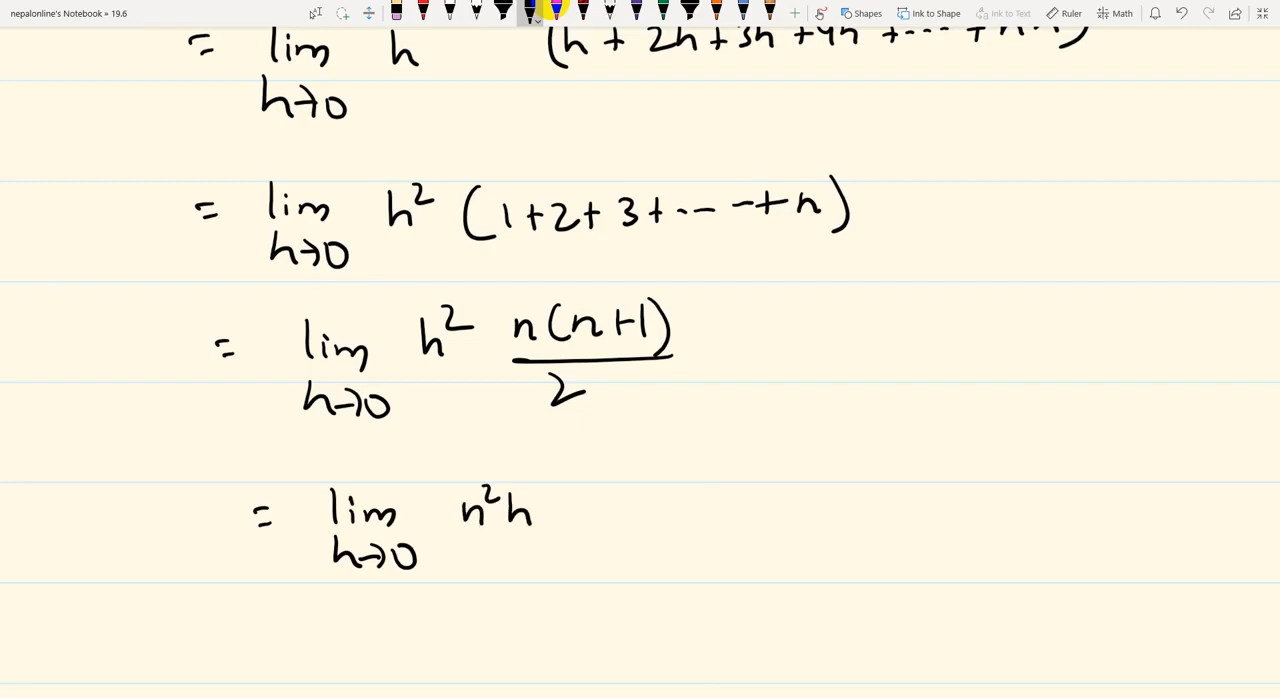 nepalonline's Notebook » 19.6
Shapes Ink to Shape Ink to Text Ruler Math
= lim h (h + 2h + 3h + 4h + ... +
h→0
= lim h² (1+2+3+... -+n)
h→0
= lim h² n(n+1)
h→0 2
= lim n²h
h→0